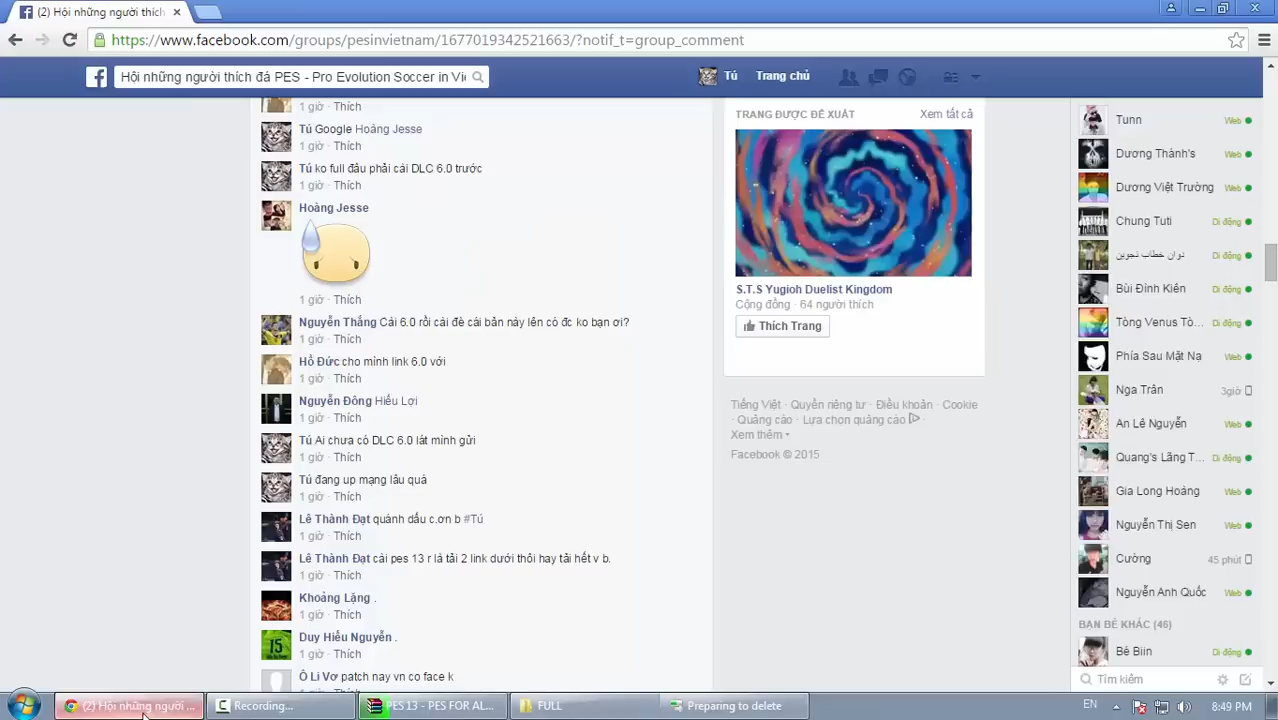 (2) Hội những người thích
https://www.facebook.com/groups/pesinvietnam/1677019342521663/?notif_t=group_comment
Hội những người thích đá PES - Pro Evolution Soccer in Vi
Tú
Trang chủ
1 giờ · Thích
Tú Google Hoàng Jesse
1 giờ · Thích
Tú ko full đâu phải cài DLC 6.0 trước
1 giờ · Thích
Hoàng Jesse
1 giờ · Thích
Nguyễn Thắng Cài 6.0 rồi cài đè cái bản này lên có đc ko bạn ơi?
1 giờ · Thích
Hồ Đức cho mình link 6.0 với
1 giờ · Thích
Nguyễn Đông Hiếu Lợi
1 giờ · Thích
Tú Ai chưa có DLC 6.0 lát mình gửi
1 giờ · Thích
Tú đang up mạng lâu quá
1 giờ · Thích
Lê Thành Đạt quành dấu c.ơn b #Tú
1 giờ · Thích
Lê Thành Đạt cài pes 13 r là tải 2 link dưới thôi hay tải hết v b.
1 giờ · Thích
Khoảng Lặng .
1 giờ · Thích
Duy Hiếu Nguyễn .
1 giờ · Thích
15
Ô Li Vơ patch nay vn co face k
TRANG ĐƯỢC ĐỀ XUẤT
Xem tất cả
S.T.S Yugioh Duelist Kingdom
Cộng đồng · 64 người thích
Thích Trang
Tiếng Việt · Quyền riêng tư · Điều khoản · Cookie
· Quảng cáo · Lựa chọn quảng cáo ·
Xem thêm
Facebook © 2015
Tunn Web
Dương Thánh's Web
Dương Việt Trường Web
Chung Tuti Di động
Di động
Bùi Đình Kiên Di động
Tòng Venus Tò... Di động
Phía Sau Mặt Nạ Web
Nga Trần 3giờ
An Lê Nguyễn Web
Quang's Lãng T... Di động
Gia Long Hoàng Web
Nguyễn Thị Sen Web
Cường 45 phút
Nguyễn Anh Quốc Web
BẠN BÈ KHÁC (46)
Bê Biin Di động
Tìm kiếm
(2) Hội những người ...
Recording...
PES 13 - PES FOR AL...
FULL
Preparing to delete
EN
8:49 PM